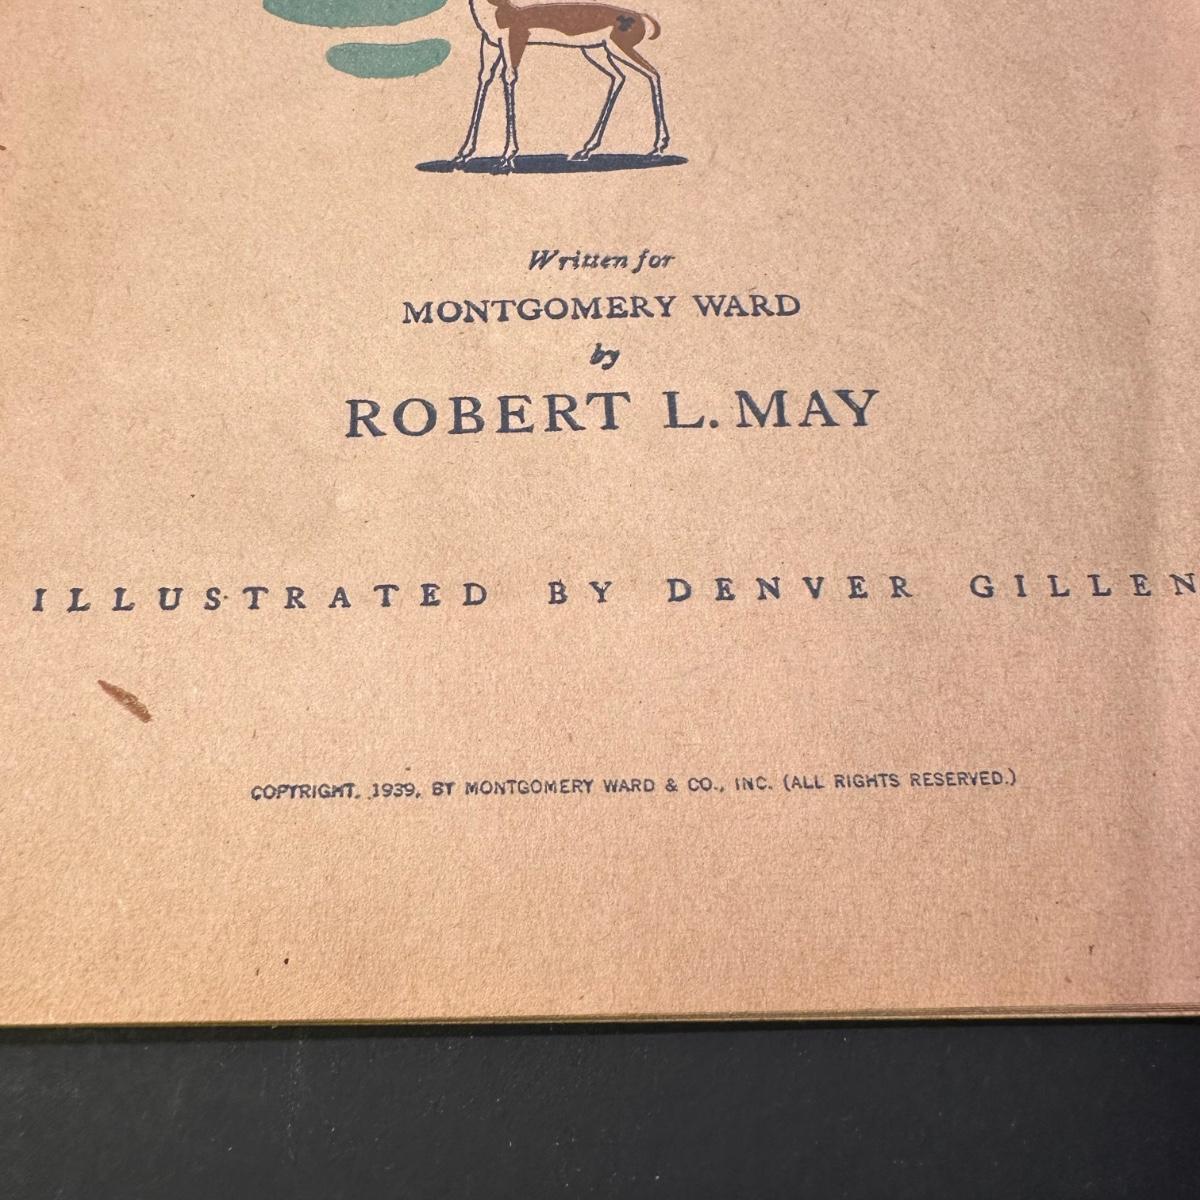 Written for
MONTGOMERY WARD
by
ROBERT L. MAY
ILLUSTRATED BY DENVER GILLEN
COPYRIGHT, 1939, BY MONTGOMERY WARD & CO., INC. (ALL RIGHTS RESERVED.)